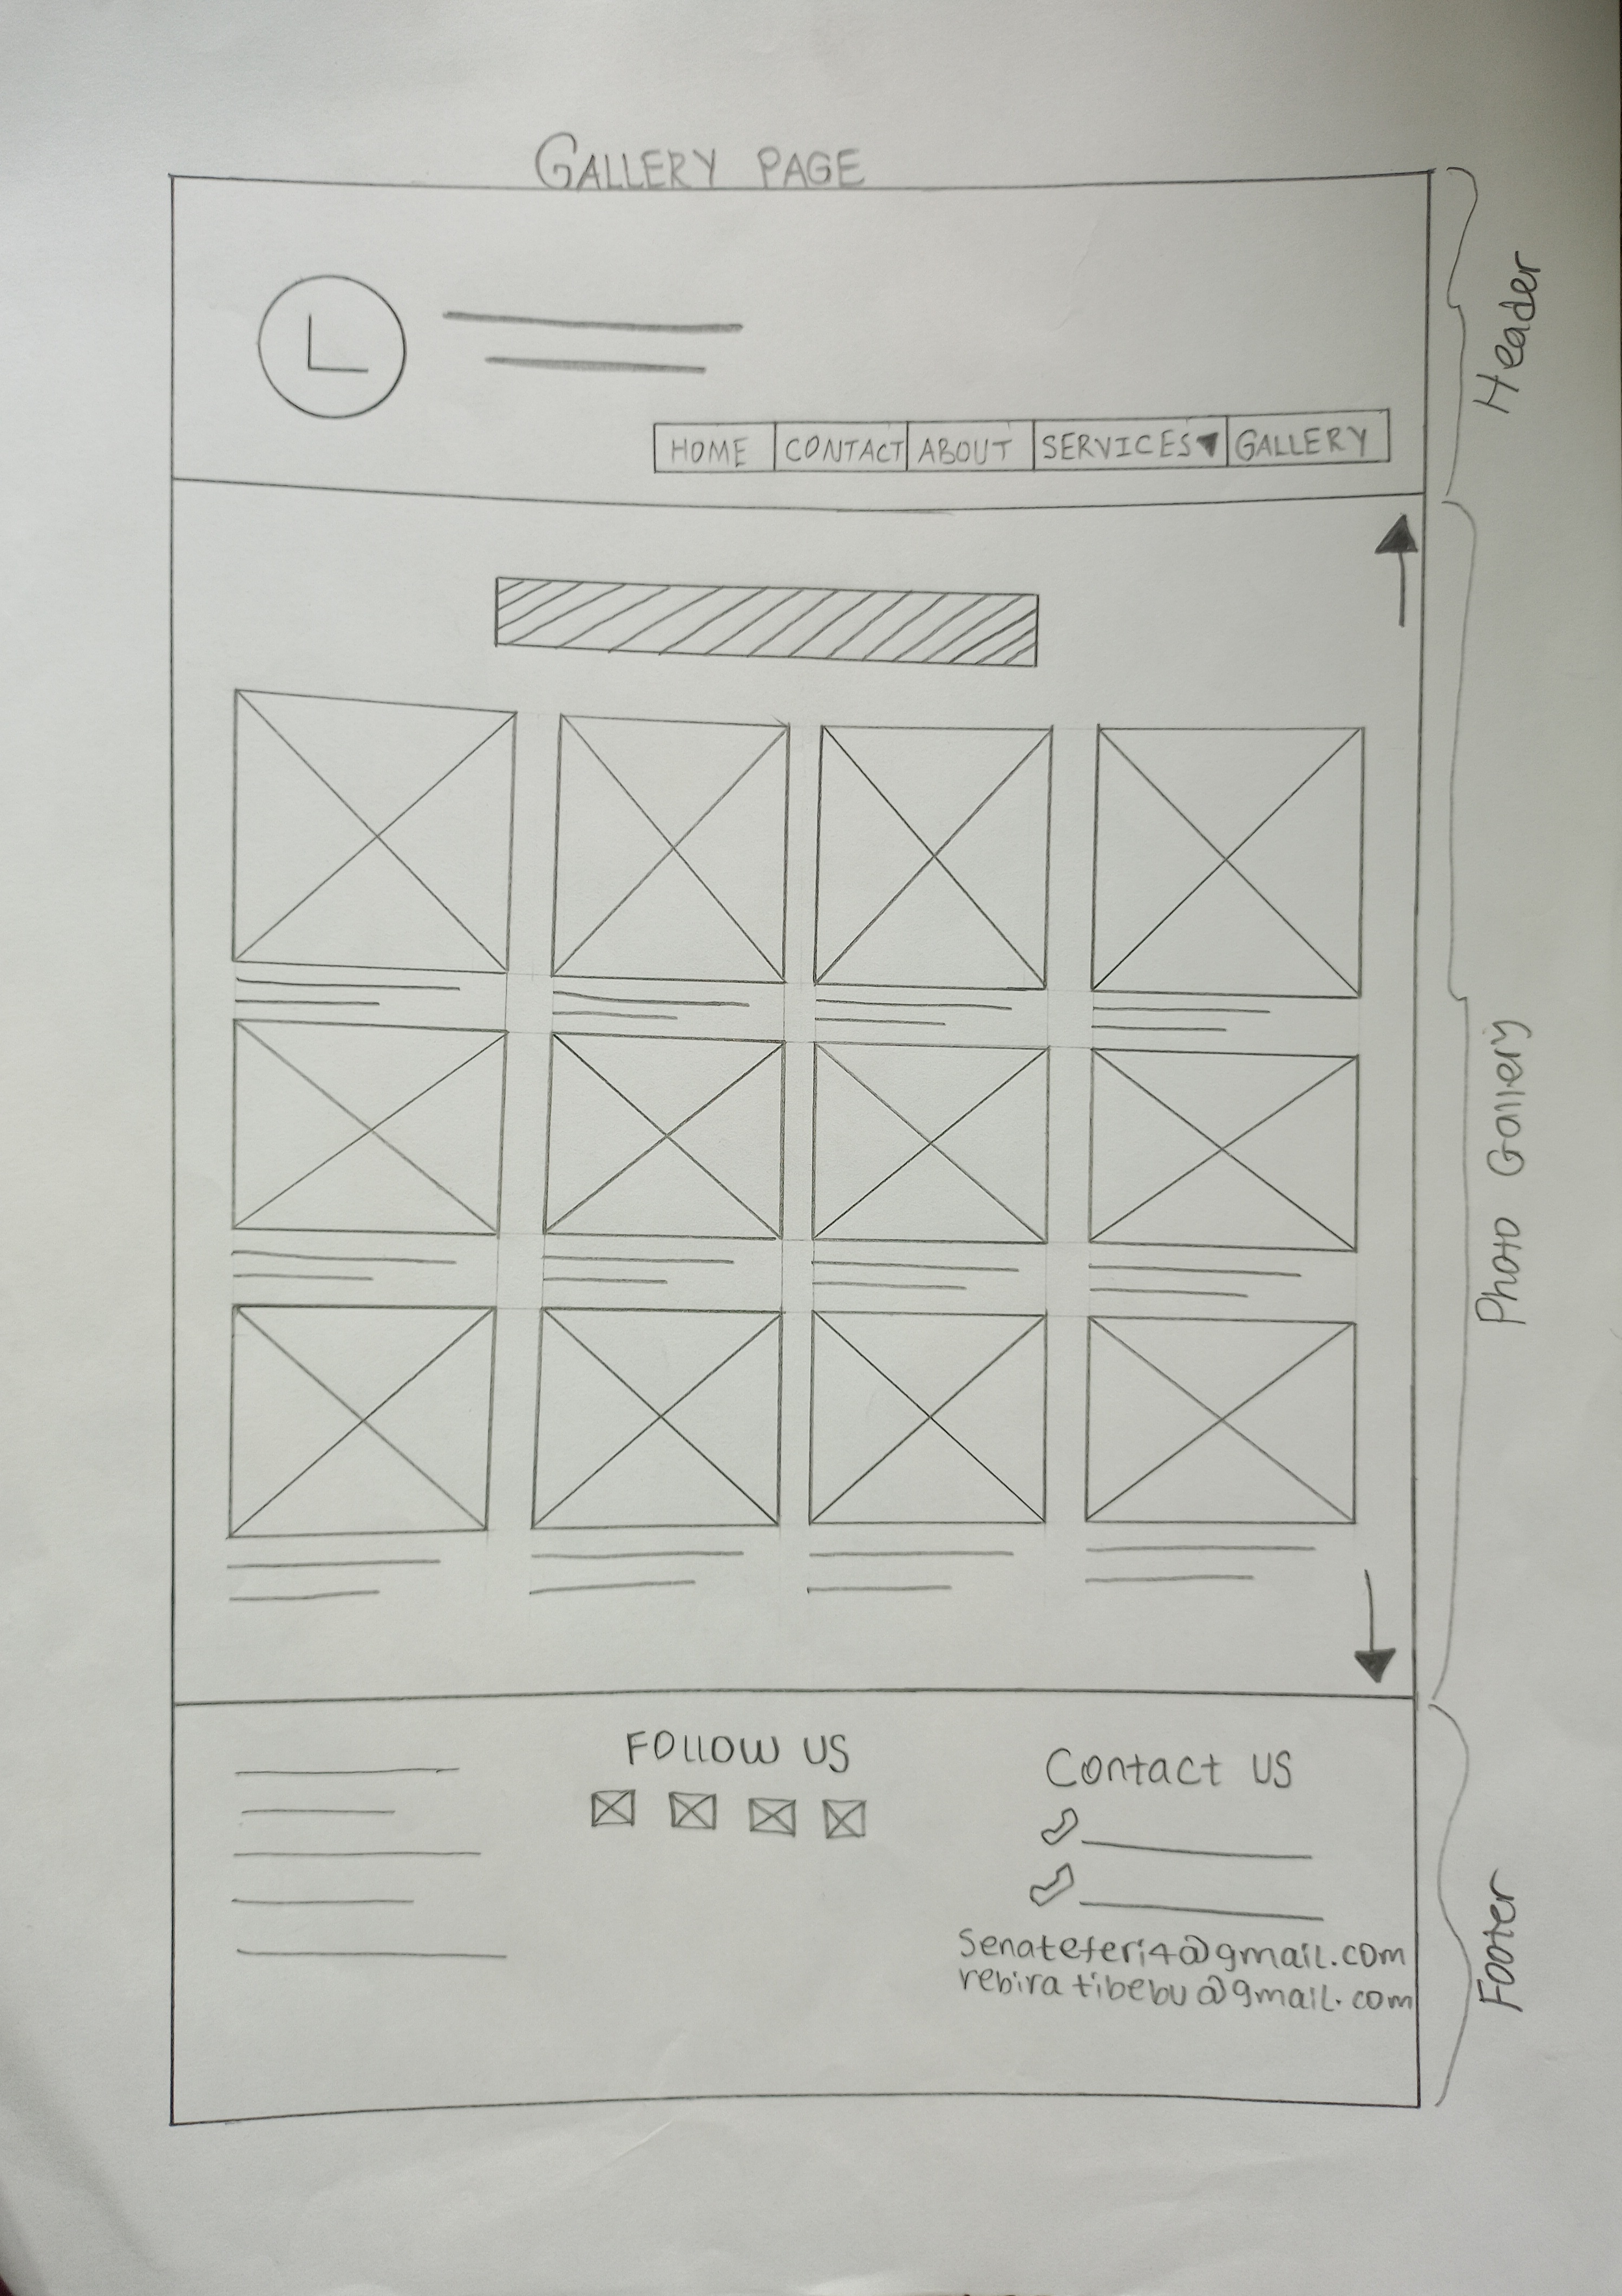 GALLERY PAGE
L
HOME CONTACT ABOUT SERVICES▼ GALLERY
Header
Photo Gallery
FOLLOW US
Contact US
senateferi4@gmail.com
rebira tibebu@gmail.com
Footer